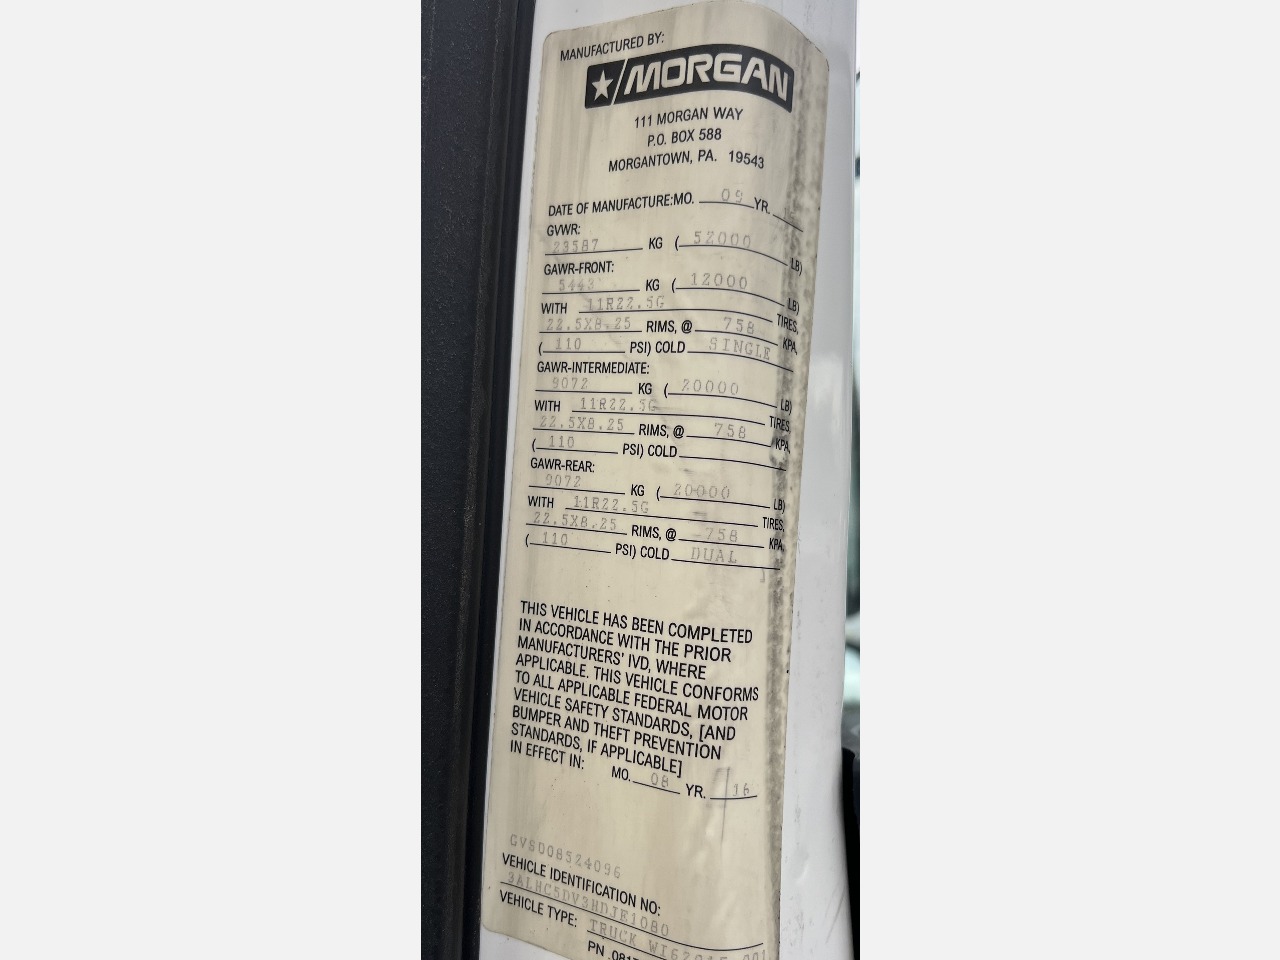 MANUFACTURED BY:
MORGAN
111 MORGAN WAY
P.O. BOX 588
MORGANTOWN, PA. 19543
DATE OF MANUFACTURE: MO. 09 YR.
GVWR:
23587 KG ( 52000 LB)
GAWR-FRONT:
5443 KG ( 12000 LB)
WITH 11R22.5G TIRES,
22.5X8.25 RIMS, @ 758 KPA,
( 110 PSI) COLD SINGLE
GAWR-INTERMEDIATE:
9072 KG ( 20000 LB)
WITH 11R22.5G TIRES,
22.5X8.25 RIMS, @ 758 KPA,
( 110 PSI) COLD
GAWR-REAR:
9072 KG ( 20000 LB)
WITH 11R22.5G TIRES,
22.5X8.25 RIMS, @ 758 KPA,
( 110 PSI) COLD DUAL
THIS VEHICLE HAS BEEN COMPLETED
IN ACCORDANCE WITH THE PRIOR
MANUFACTURERS' IVD, WHERE
APPLICABLE. THIS VEHICLE CONFORMS
TO ALL APPLICABLE FEDERAL MOTOR
VEHICLE SAFETY STANDARDS, [AND
BUMPER AND THEFT PREVENTION
STANDARDS, IF APPLICABLE]
IN EFFECT IN: MO. 08 YR. 16
GVS008524096
VEHICLE IDENTIFICATION NO:
3ALHC5DV3HDJE1080
VEHICLE TYPE: TRUCK
PN